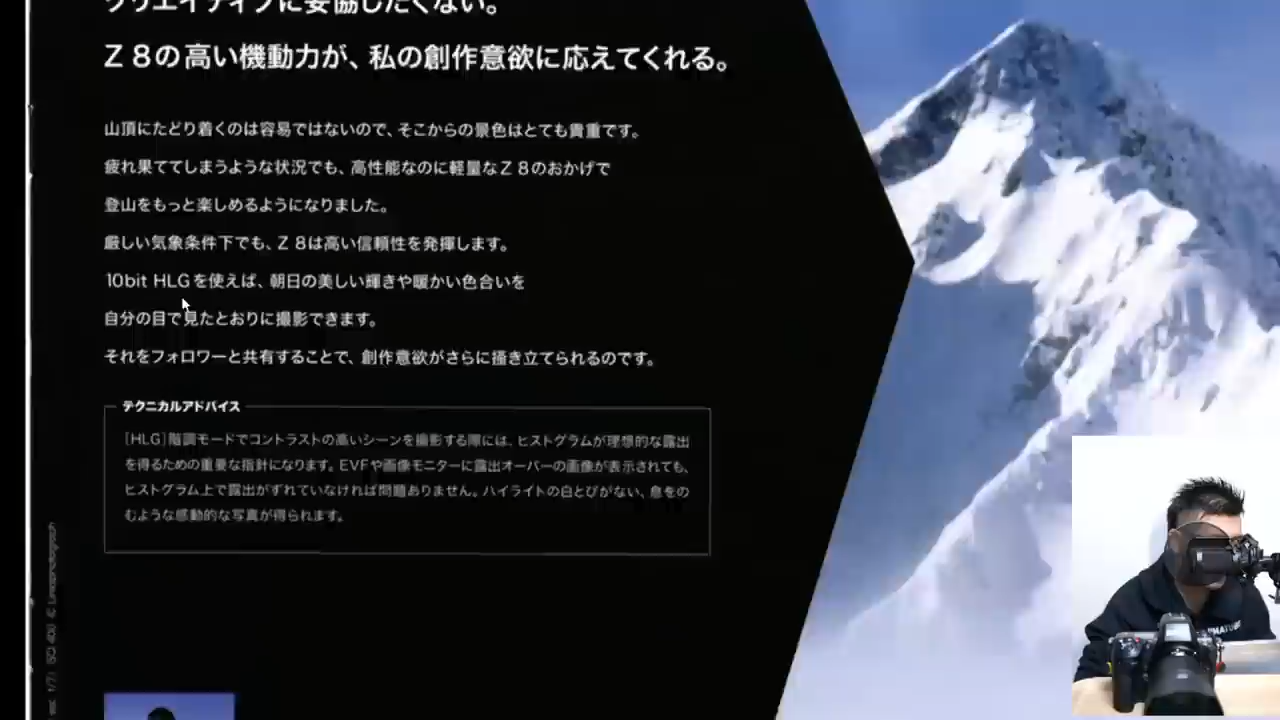 クリエイティブに妥協したくない。
Z 8の高い機動力が、私の創作意欲に応えてくれる。
山頂にたどり着くのは容易ではないので、そこからの景色はとても貴重です。
疲れ果ててしまうような状況でも、高性能なのに軽量なZ 8のおかげで
登山をもっと楽しめるようになりました。
厳しい気象条件下でも、Z 8は高い信頼性を発揮します。
10bit HLGを使えば、朝日の美しい輝きや暖かい色合いを
自分の目で見たとおりに撮影できます。
それをフォロワーと共有することで、創作意欲がさらに掻き立てられるのです。
テクニカルアドバイス
[HLG]階調モードでコントラストの高いシーンを撮影する際には、ヒストグラムが理想的な露出
を得るための重要な指針になります。EVFや画像モニターに露出オーバーの画像が表示されても、
ヒストグラム上で露出がずれていなければ問題ありません。ハイライトの白とびがない、息をの
むような感動的な写真が得られます。